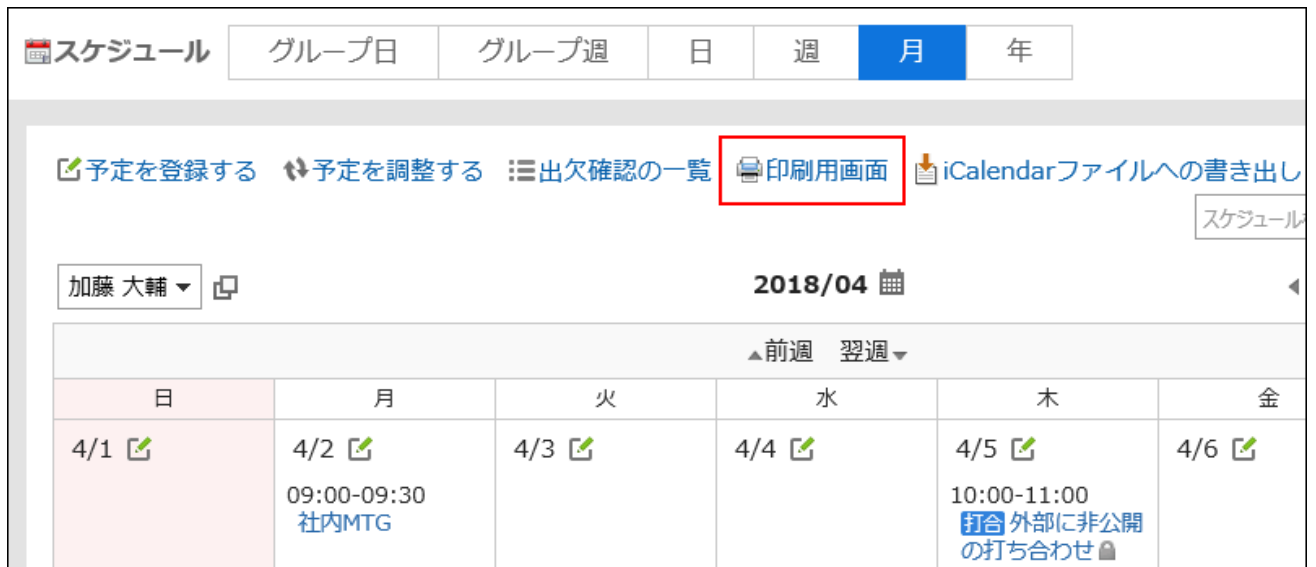 スケジュール グループ日 グループ週 日 週 月 年
予定を登録する 予定を調整する 出欠確認の一覧 印刷用画面 iCalendarファイルへの書き出し
スケジュール
加藤 大輔 2018/04
前週 翌週
日 月 火 水 木 金
4/1 4/2 4/3 4/4 4/5 4/6
09:00-09:30 10:00-11:00
社内MTG 打合 外部に非公開
の打ち合わせ